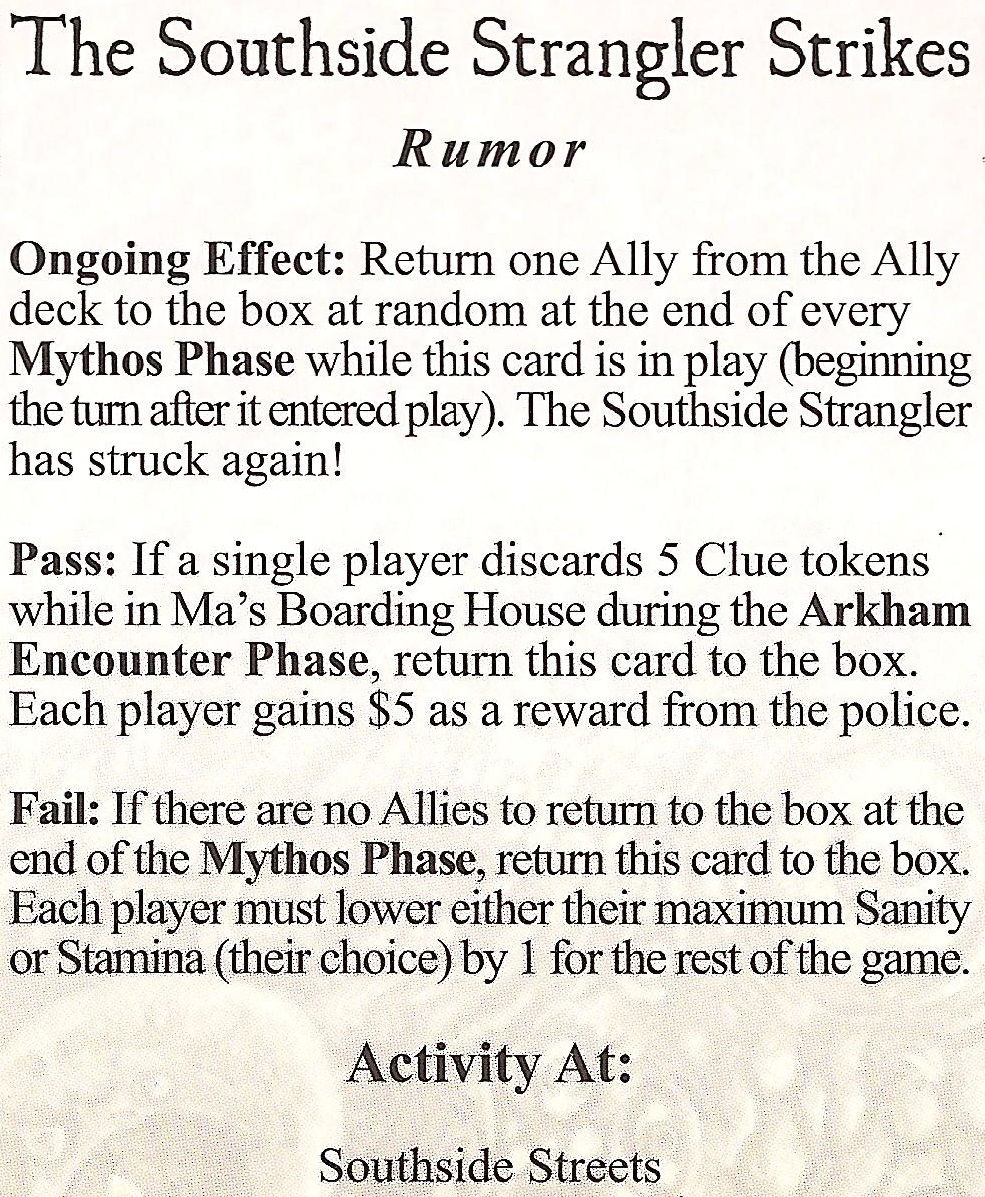 The Southside Strangler Strikes
Rumor
Ongoing Effect: Return one Ally from the Ally
deck to the box at random at the end of every
Mythos Phase while this card is in play (beginning
the turn after it entered play). The Southside Strangler
has struck again!
Pass: If a single player discards 5 Clue tokens
while in Ma’s Boarding House during the Arkham
Encounter Phase, return this card to the box.
Each player gains $5 as a reward from the police.
Fail: If there are no Allies to return to the box at the
end of the Mythos Phase, return this card to the box.
Each player must lower either their maximum Sanity
or Stamina (their choice) by 1 for the rest of the game.
Activity At:
Southside Streets